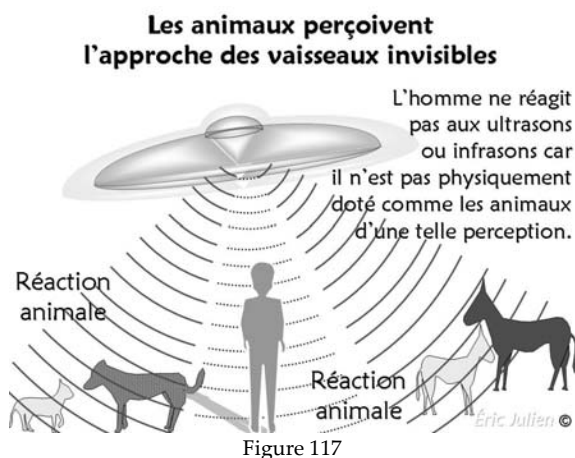 Les animaux perçoivent
l'approche des vaisseaux invisibles
L'homme ne réagit
pas aux ultrasons
ou infrasons car
il n'est pas physiquement
doté comme les animaux
d'une telle perception.
Réaction
animale
Réaction
animale
Éric Julien ©
Figure 117